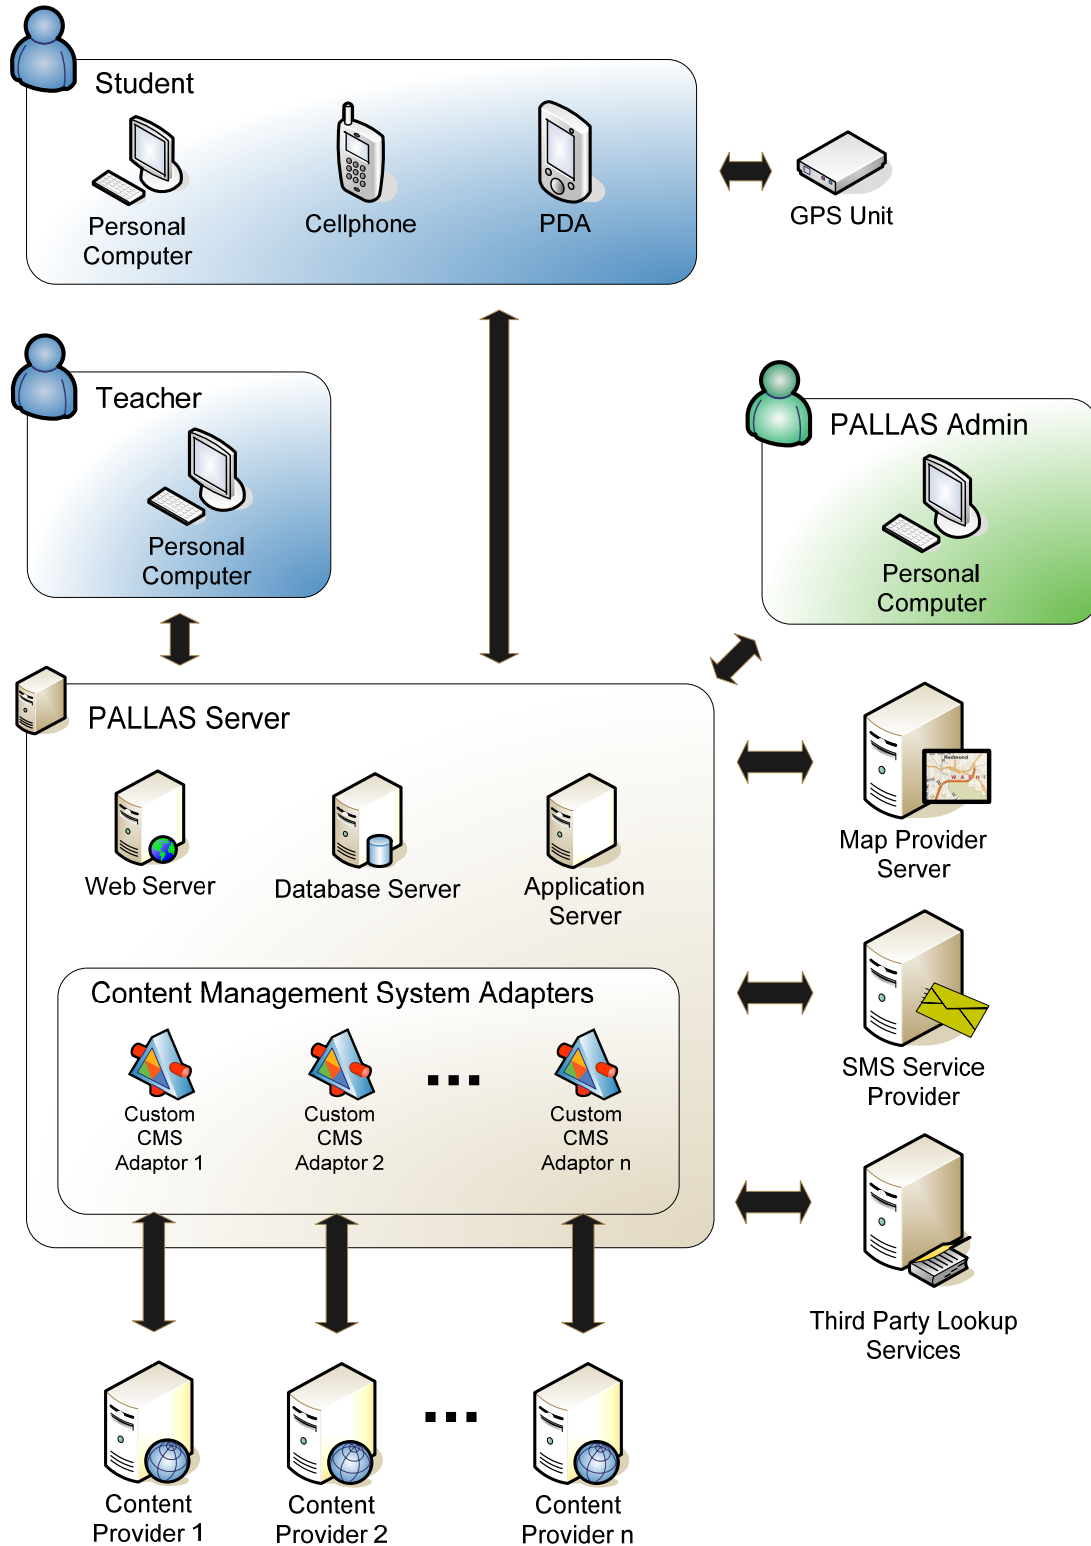 Student
Personal
Computer
Cellphone
PDA
GPS Unit
Teacher
Personal
Computer
PALLAS Admin
Personal
Computer
PALLAS Server
Web Server
Database Server
Application
Server
Redmond
WASHI
Map Provider
Server
Content Management System Adapters
Custom
CMS
Adaptor 1
Custom
CMS
Adaptor 2
...
Custom
CMS
Adaptor n
SMS Service
Provider
Third Party Lookup
Services
Content
Provider 1
Content
Provider 2
...
Content
Provider n